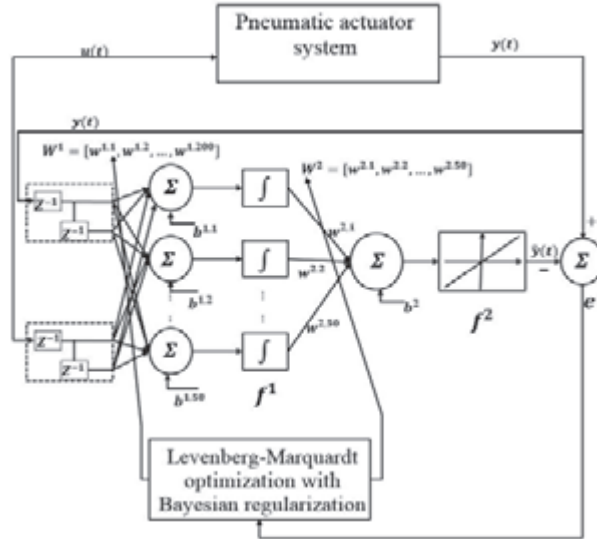 Pneumatic actuator
system
u(t)
y(t)
y(t)
W¹ = [w¹·¹, w¹·², ..., w¹·²⁰⁰]
W² = [w²·¹, w²·², ..., w²·⁵⁰]
Z⁻¹
Z⁻¹
Σ
∫
b¹·¹
w²·¹
+
Σ
∫
w²·²
Σ
ŷ(t)
−
Σ
b¹·²
b²
e
f²
w²·⁵⁰
Z⁻¹
Z⁻¹
Σ
∫
b¹·⁵⁰
f¹
Levenberg-Marquardt
optimization with
Bayesian regularization